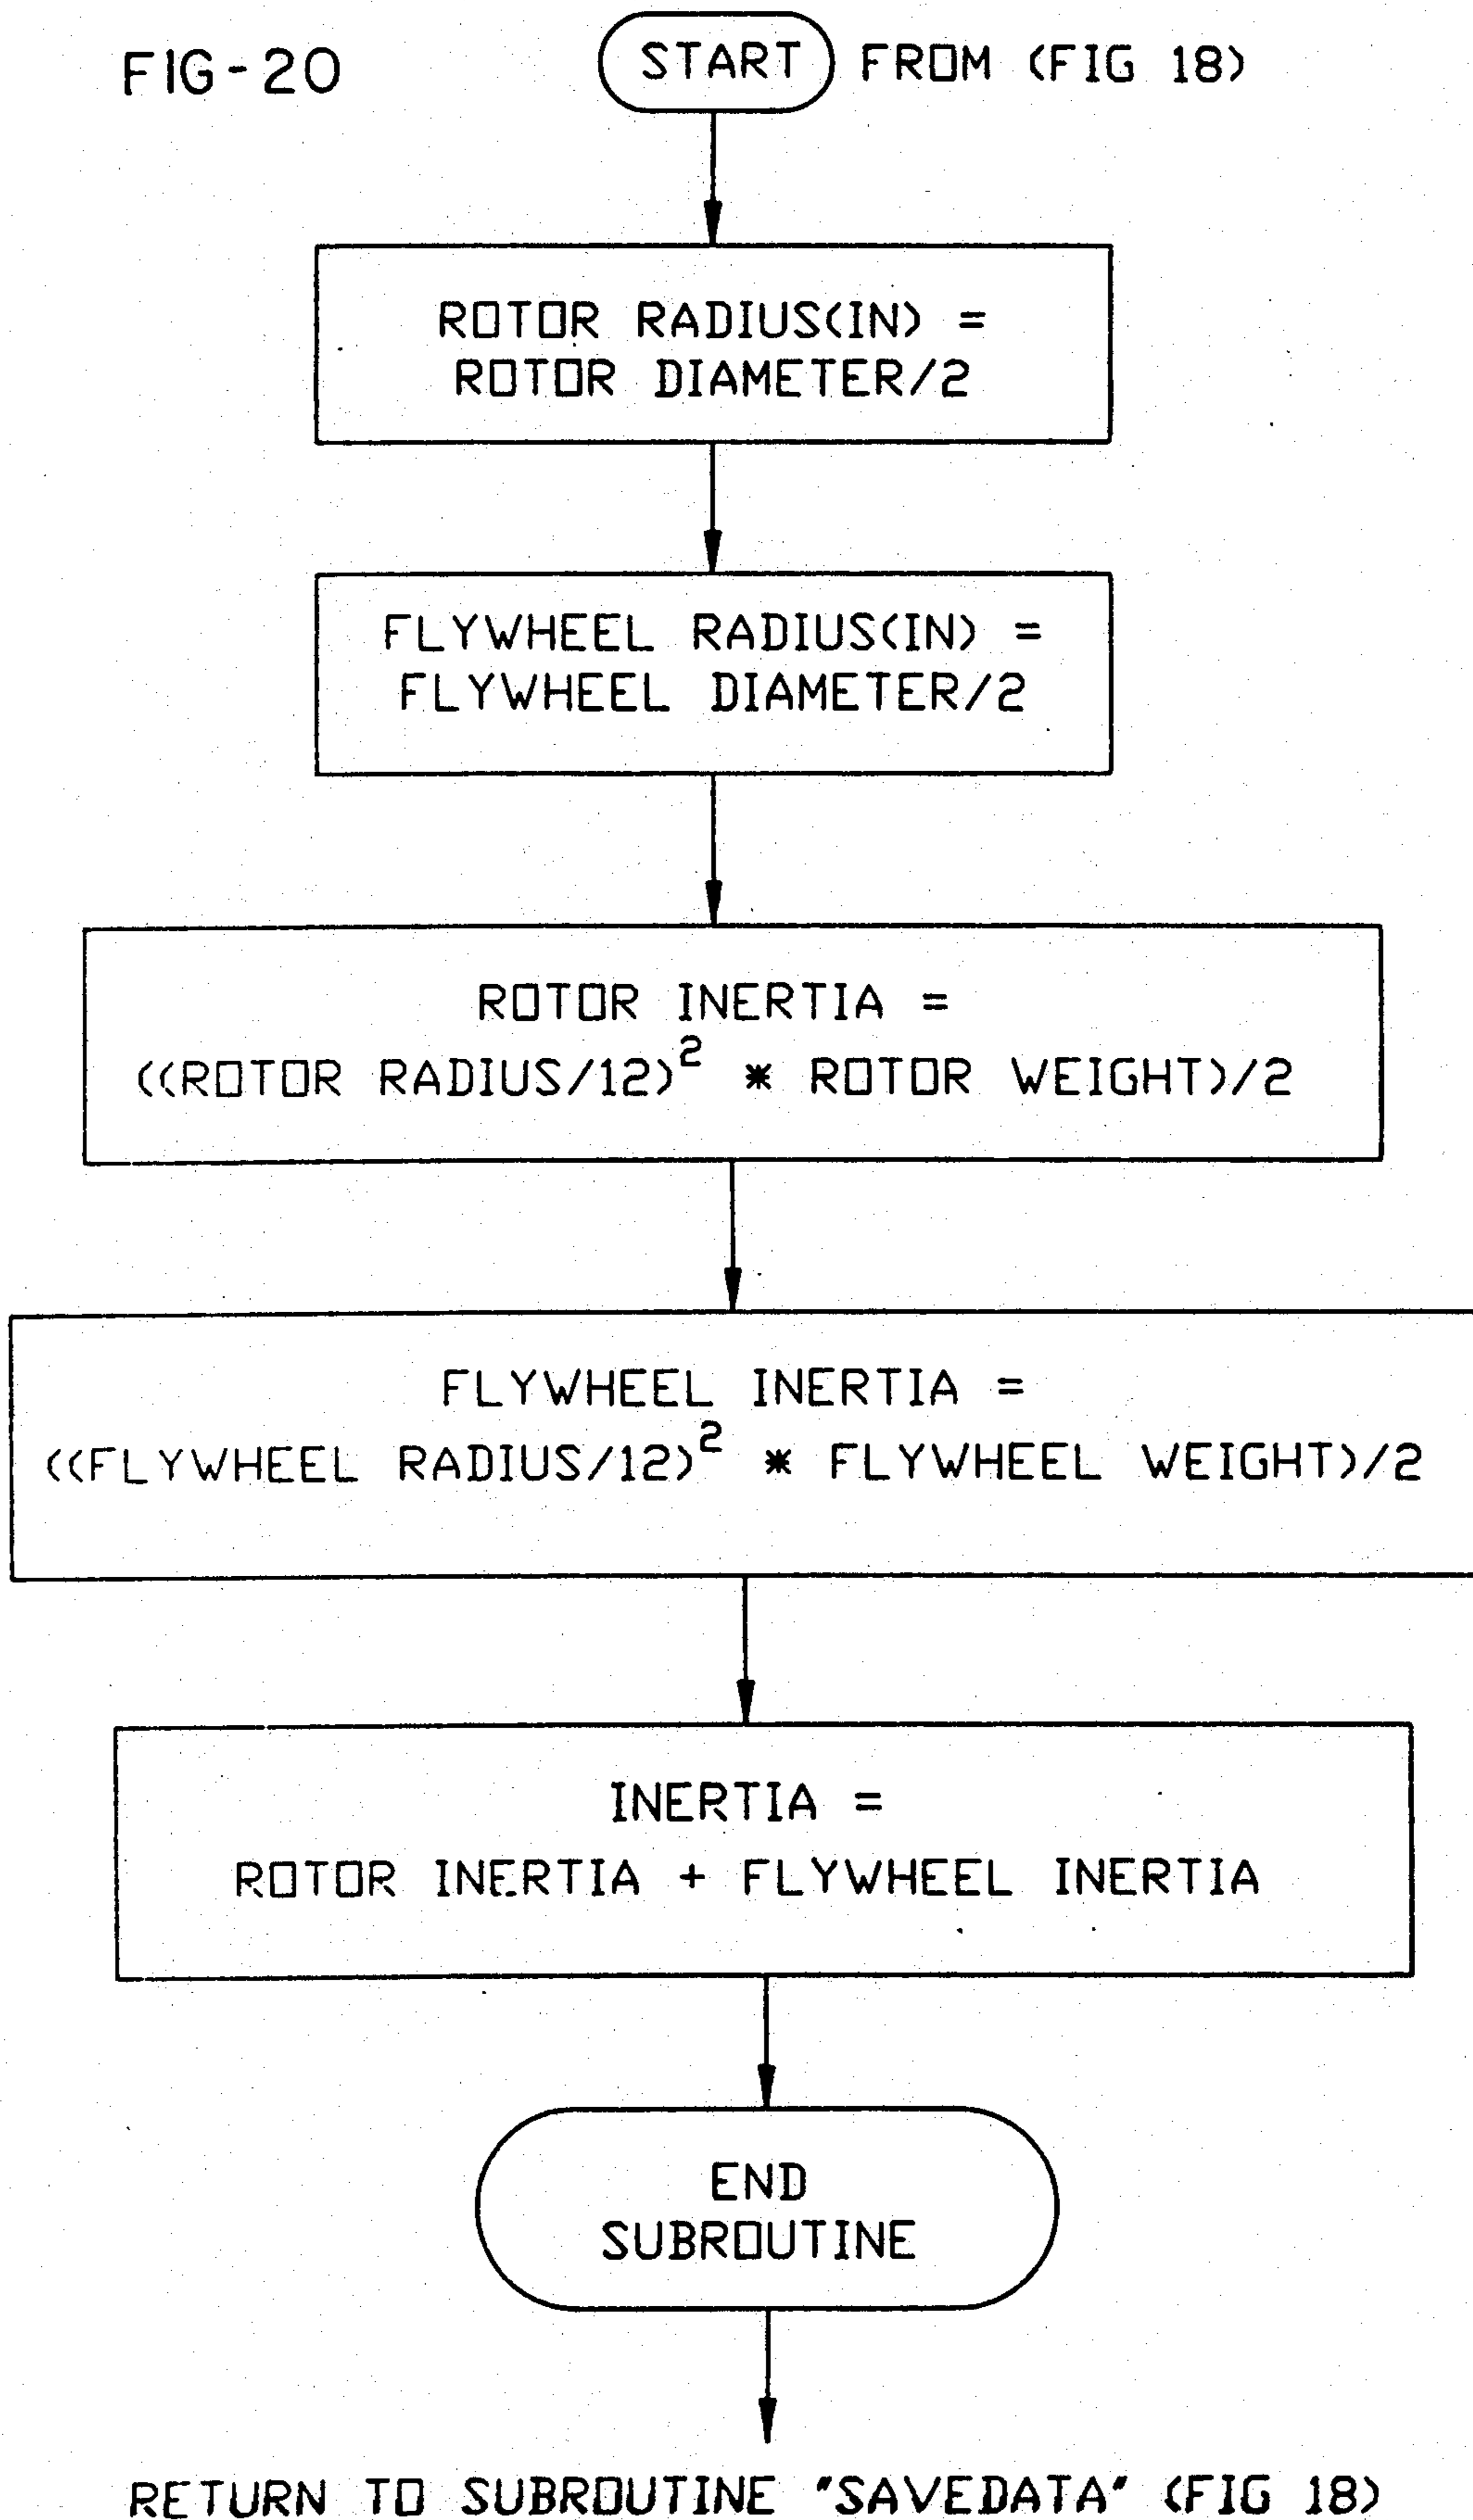 FIG-20
START FROM (FIG 18)
ROTOR RADIUS(IN) =
ROTOR DIAMETER/2
FLYWHEEL RADIUS(IN) =
FLYWHEEL DIAMETER/2
ROTOR INERTIA =
((ROTOR RADIUS/12)² * ROTOR WEIGHT)/2
FLYWHEEL INERTIA =
((FLYWHEEL RADIUS/12)² * FLYWHEEL WEIGHT)/2
INERTIA =
ROTOR INERTIA + FLYWHEEL INERTIA
END
SUBROUTINE
RETURN TO SUBROUTINE "SAVEDATA" (FIG 18)